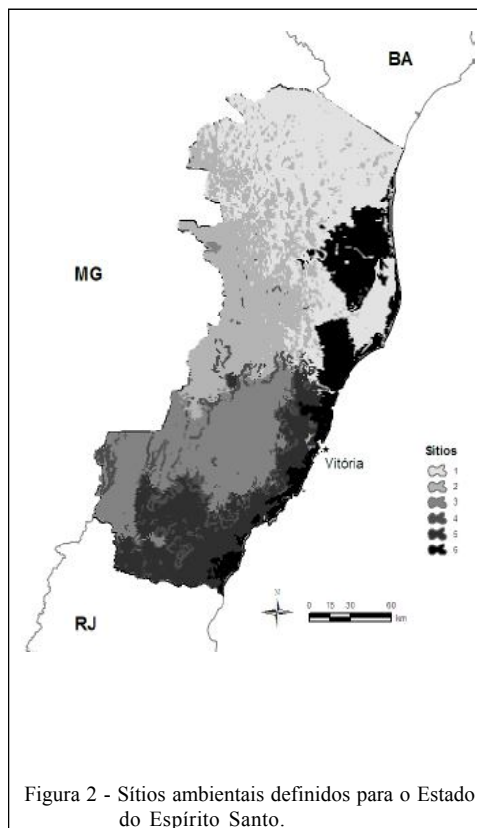 BA
MG
Vitória
Sítios
1
2
3
4
5
6
N
0 15 30 60
km
RJ
Figura 2 - Sítios ambientais definidos para o Estado
do Espírito Santo.